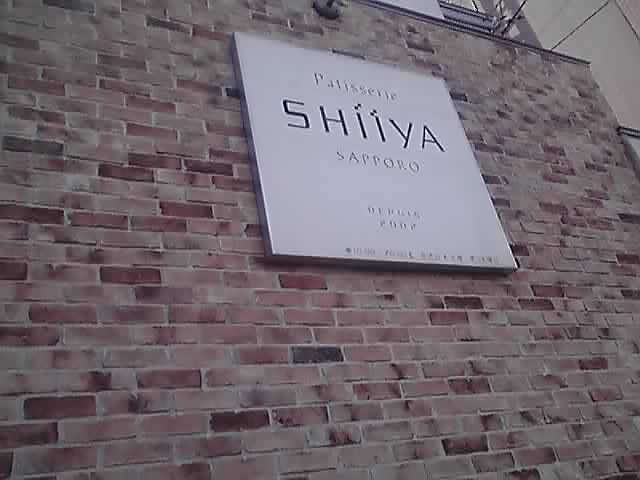 Patisserie
SHiiYA
SAPPORO
DEPUIS
2002